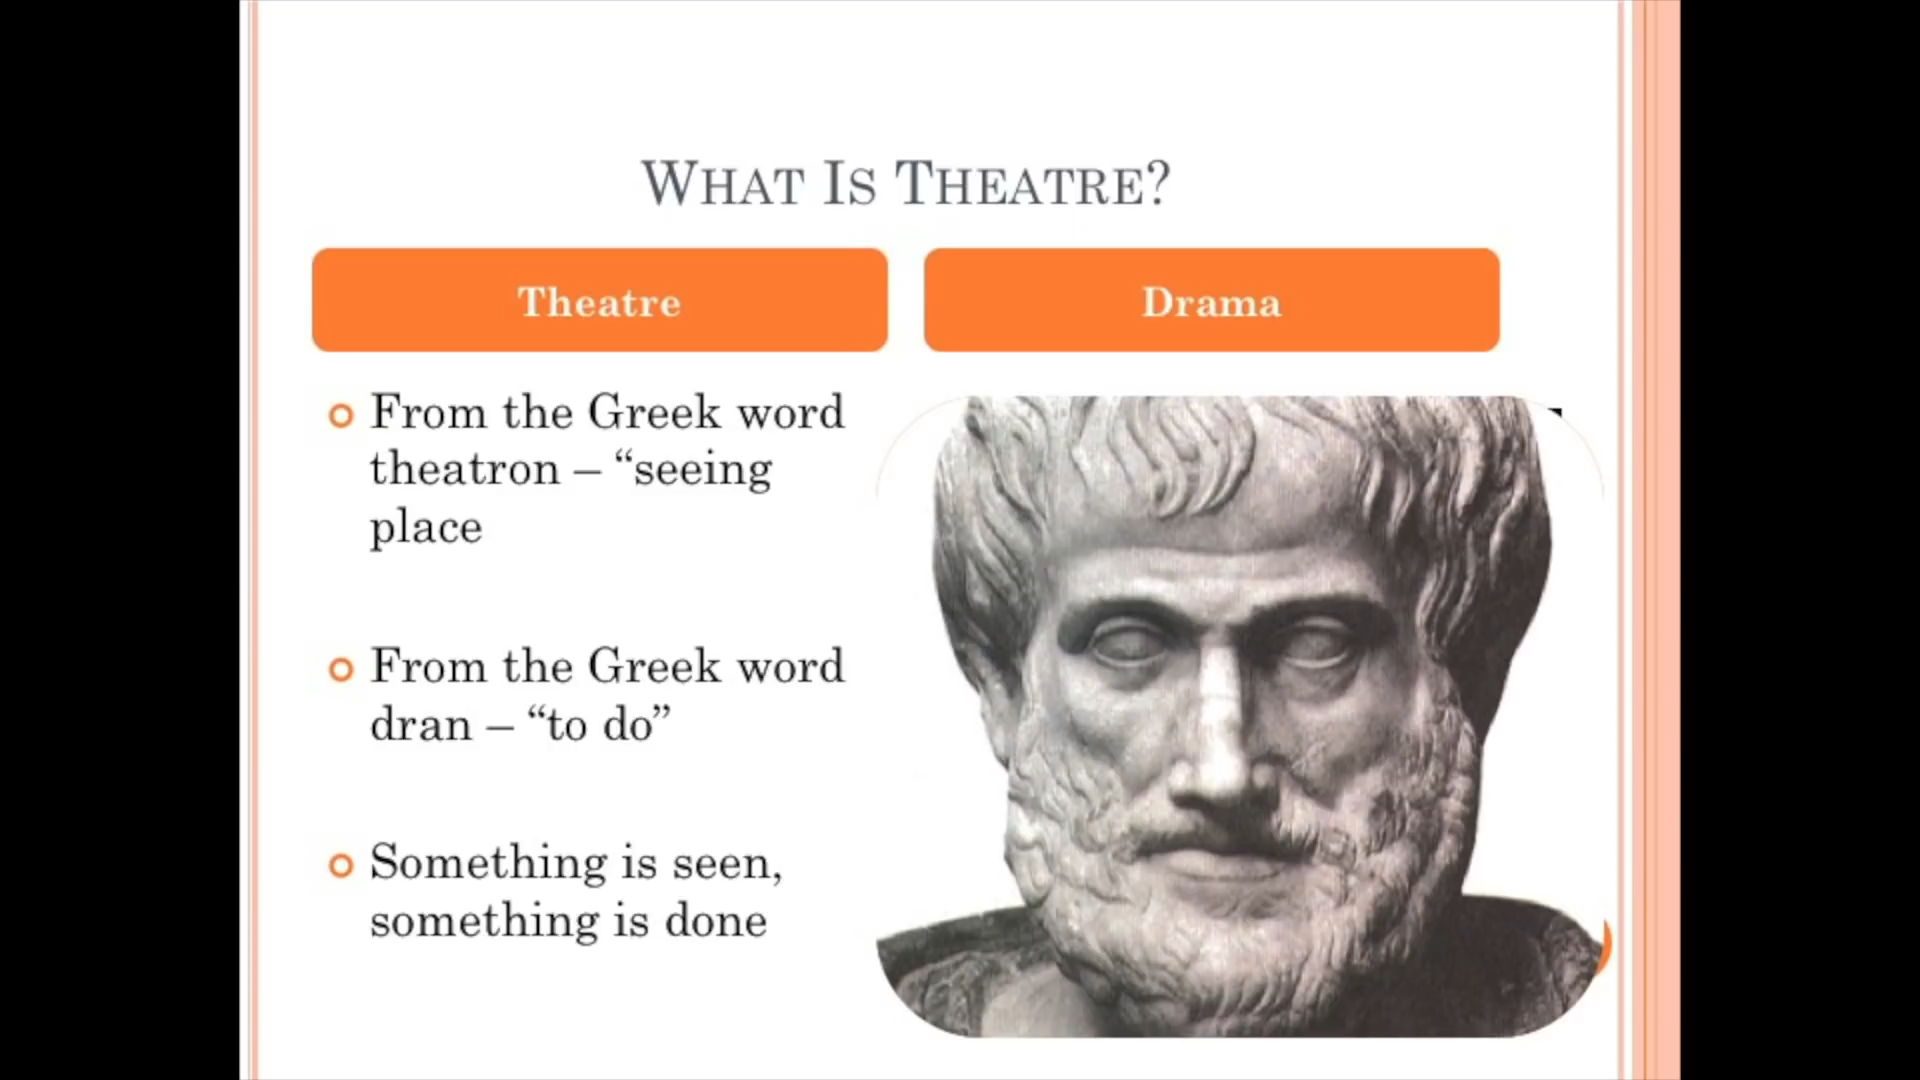 WHAT IS THEATRE?
Theatre
Drama
From the Greek word
theatron – “seeing
place
From the Greek word
dran – “to do”
Something is seen,
something is done